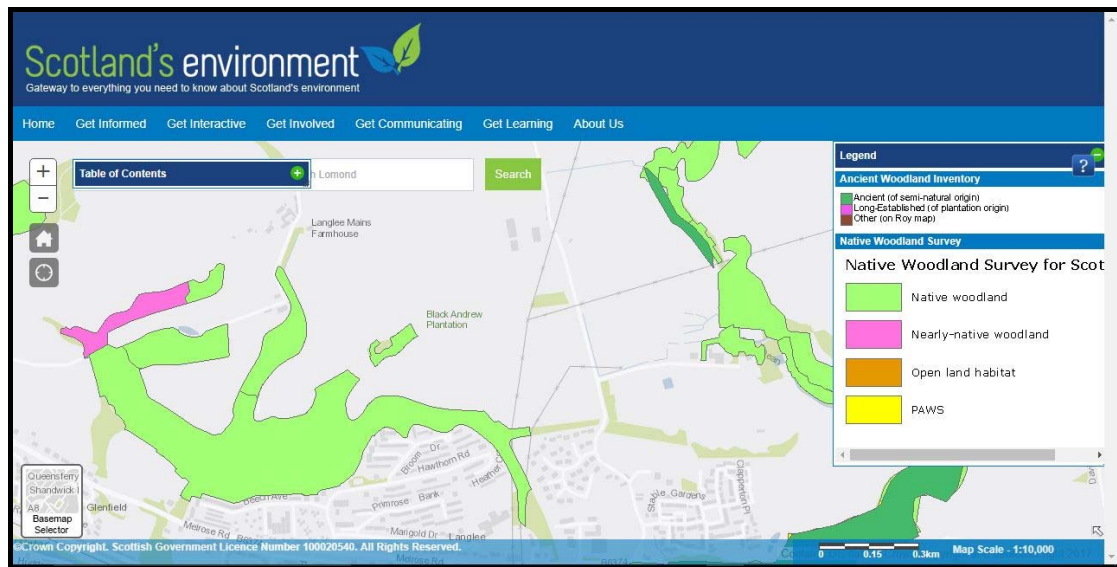 Scotland's environment
Gateway to everything you need to know about Scotland's environment
Home Get Informed Get Interactive Get Involved Get Communicating Get Learning About Us
+
−
Table of Contents
Lomond
Search
Legend
?
Ancient Woodland Inventory
Ancient (of semi-natural origin)
Long-Established (of plantation origin)
Other (on Roy map)
Native Woodland Survey
Native Woodland Survey for Scot
Native woodland
Nearly-native woodland
Open land habitat
PAWS
Langlee Mains
Farmhouse
Black Andrew
Plantation
Broom Dr
Hawthorn Rd
Primrose Bank
Marigold Dr
Langlee
Melrose Rd
Glenfield
Gardens
Clapperton Pl
Queensferry
Shandwick
A8
Basemap
Selector
©Crown Copyright. Scottish Government Licence Number 100020540. All Rights Reserved.
Melrose Rd
B6374
0 0.15 0.3km
Map Scale - 1:10,000